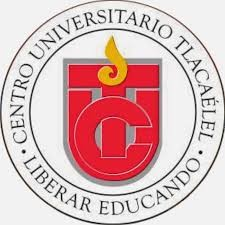 CENTRO UNIVERSITARIO TLACAÉLEL
LIBERAR EDUCANDO